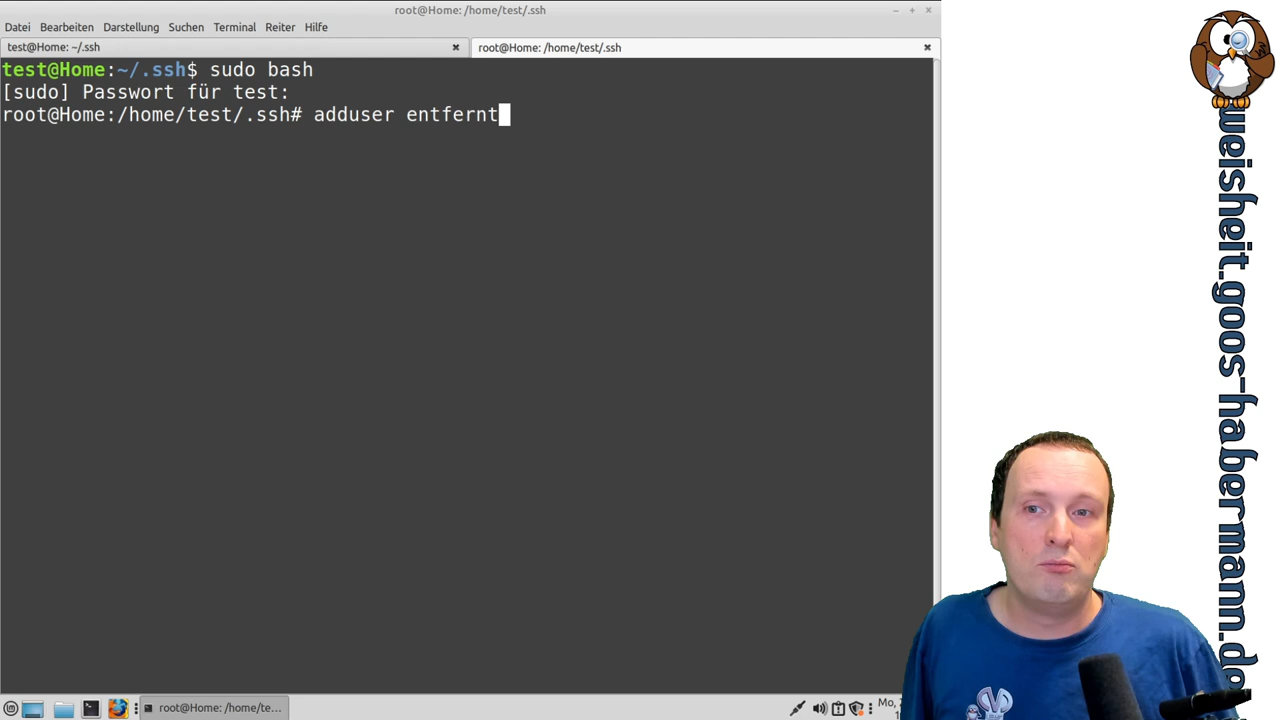 root@Home: /home/test/.ssh
Datei Bearbeiten Darstellung Suchen Terminal Reiter Hilfe
test@Home: ~/.ssh
root@Home: /home/test/.ssh
test@Home:~/.ssh$ sudo bash
[sudo] Passwort für test:
root@Home:/home/test/.ssh# adduser entfernt
root@Home: /home/te...
Mo,
weisheit.goos-habermann.de